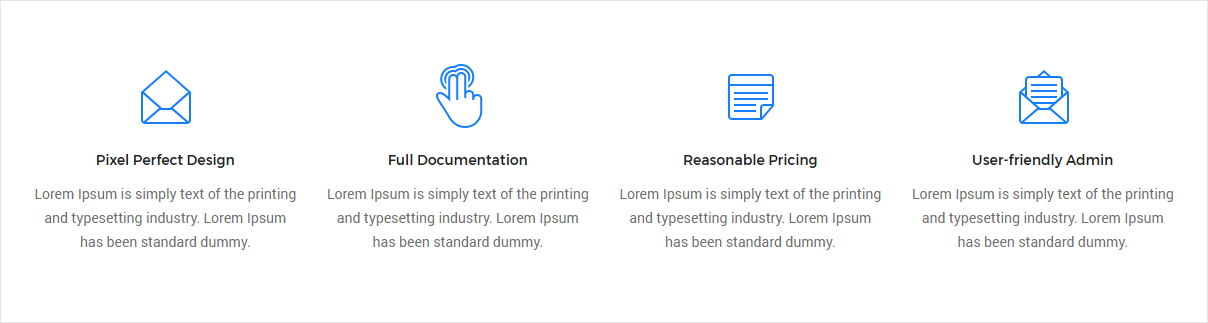 Pixel Perfect Design
Lorem Ipsum is simply text of the printing
and typesetting industry. Lorem Ipsum
has been standard dummy.
Full Documentation
Lorem Ipsum is simply text of the printing
and typesetting industry. Lorem Ipsum
has been standard dummy.
Reasonable Pricing
Lorem Ipsum is simply text of the printing
and typesetting industry. Lorem Ipsum
has been standard dummy.
User-friendly Admin
Lorem Ipsum is simply text of the printing
and typesetting industry. Lorem Ipsum
has been standard dummy.